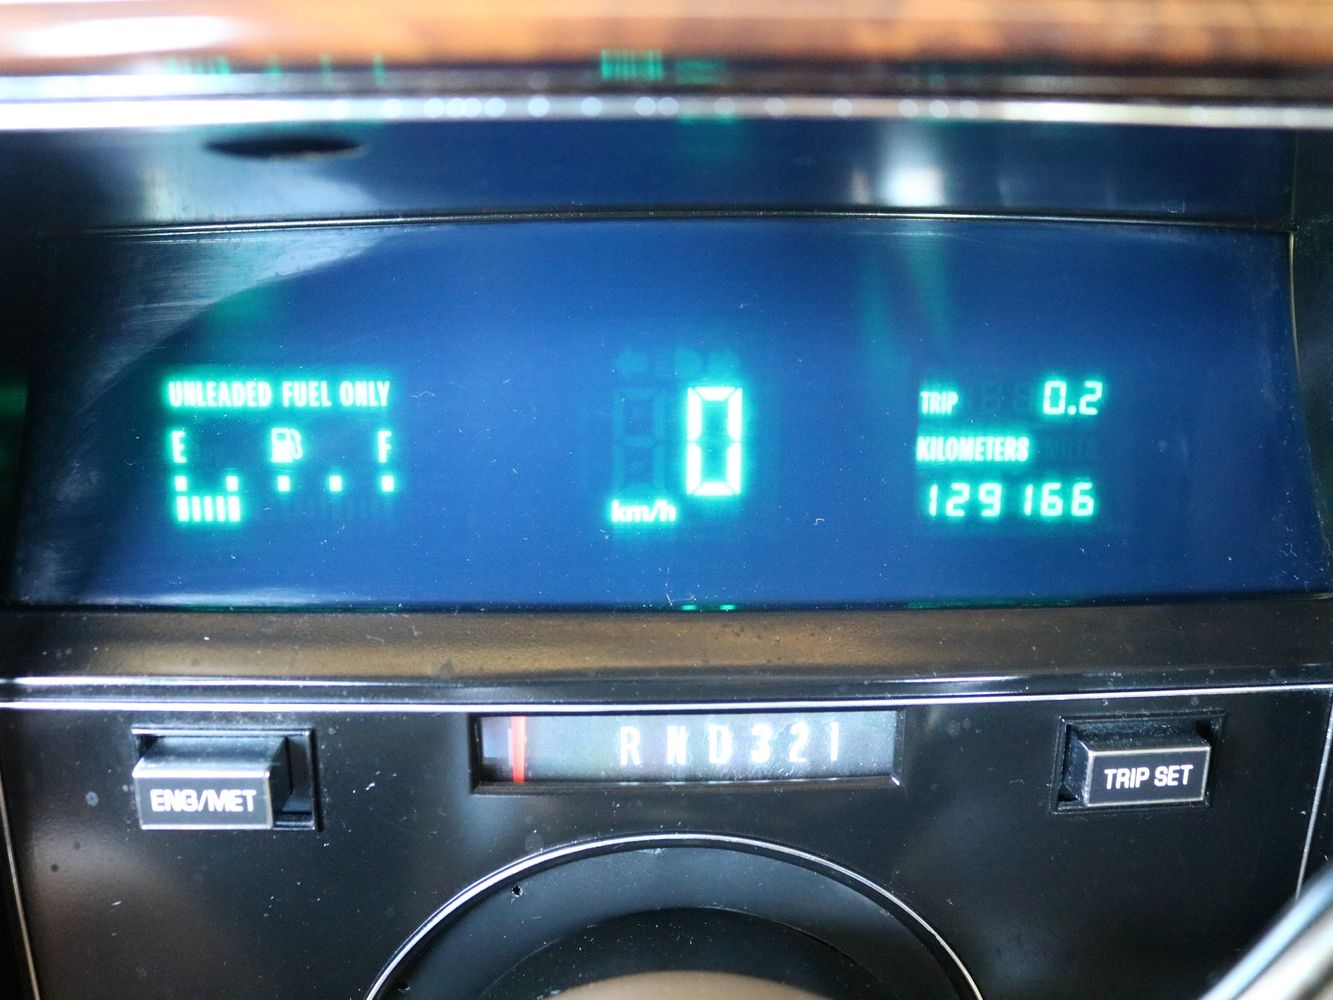 UNLEADED FUEL ONLY
E F
0
km/h
TRIP 0.2
KILOMETERS
129166
RND321
ENG/MET
TRIP SET